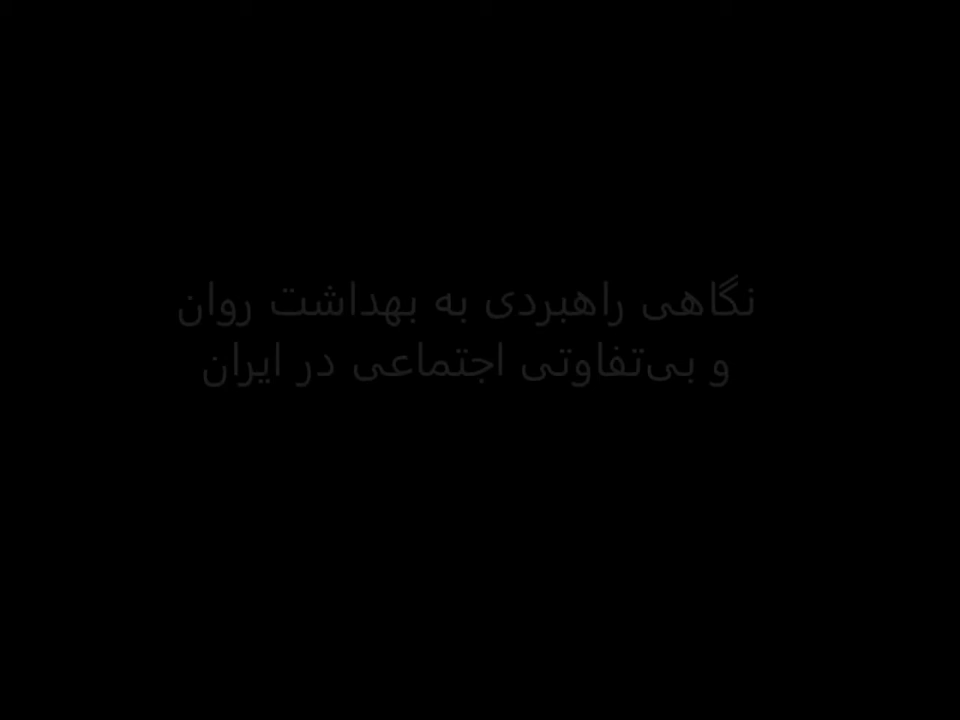 نگاهی راهبردی به بهداشت روان
و بی‌تفاوتی اجتماعی در ایران